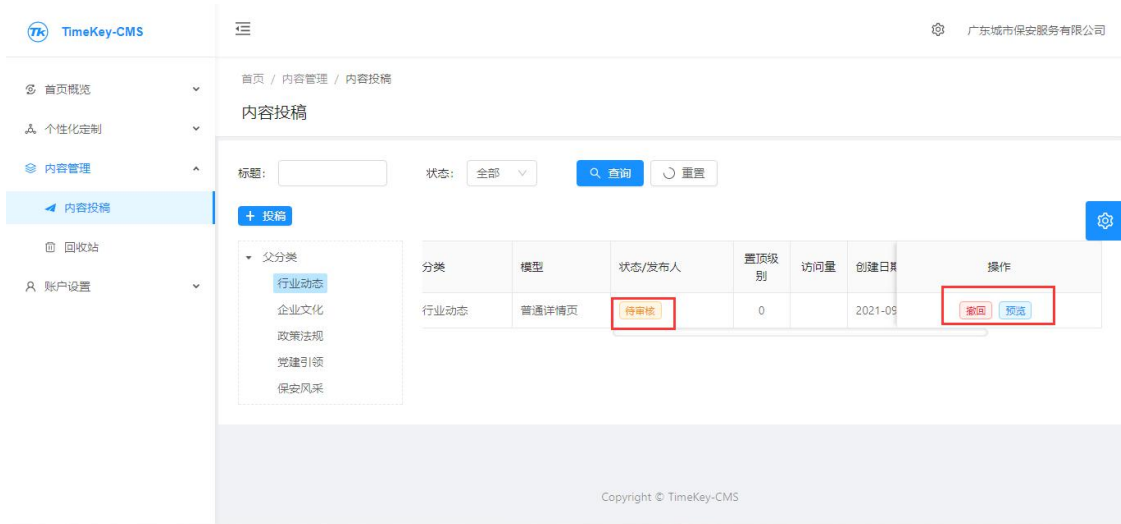 TK TimeKey-CMS
广东城市保安服务有限公司
首页概览
个性化定制
内容管理
内容投稿
回收站
账户设置
首页 / 内容管理 / 内容投稿
内容投稿
标题: 状态: 全部 查询 重置
+ 投稿
父分类
行业动态
企业文化
政策法规
党建引领
保安风采
分类 模型 状态/发布人 置顶级别 访问量 创建日期 操作
行业动态 普通详情页 待审核 0 2021-09 撤回 预览
Copyright © TimeKey-CMS